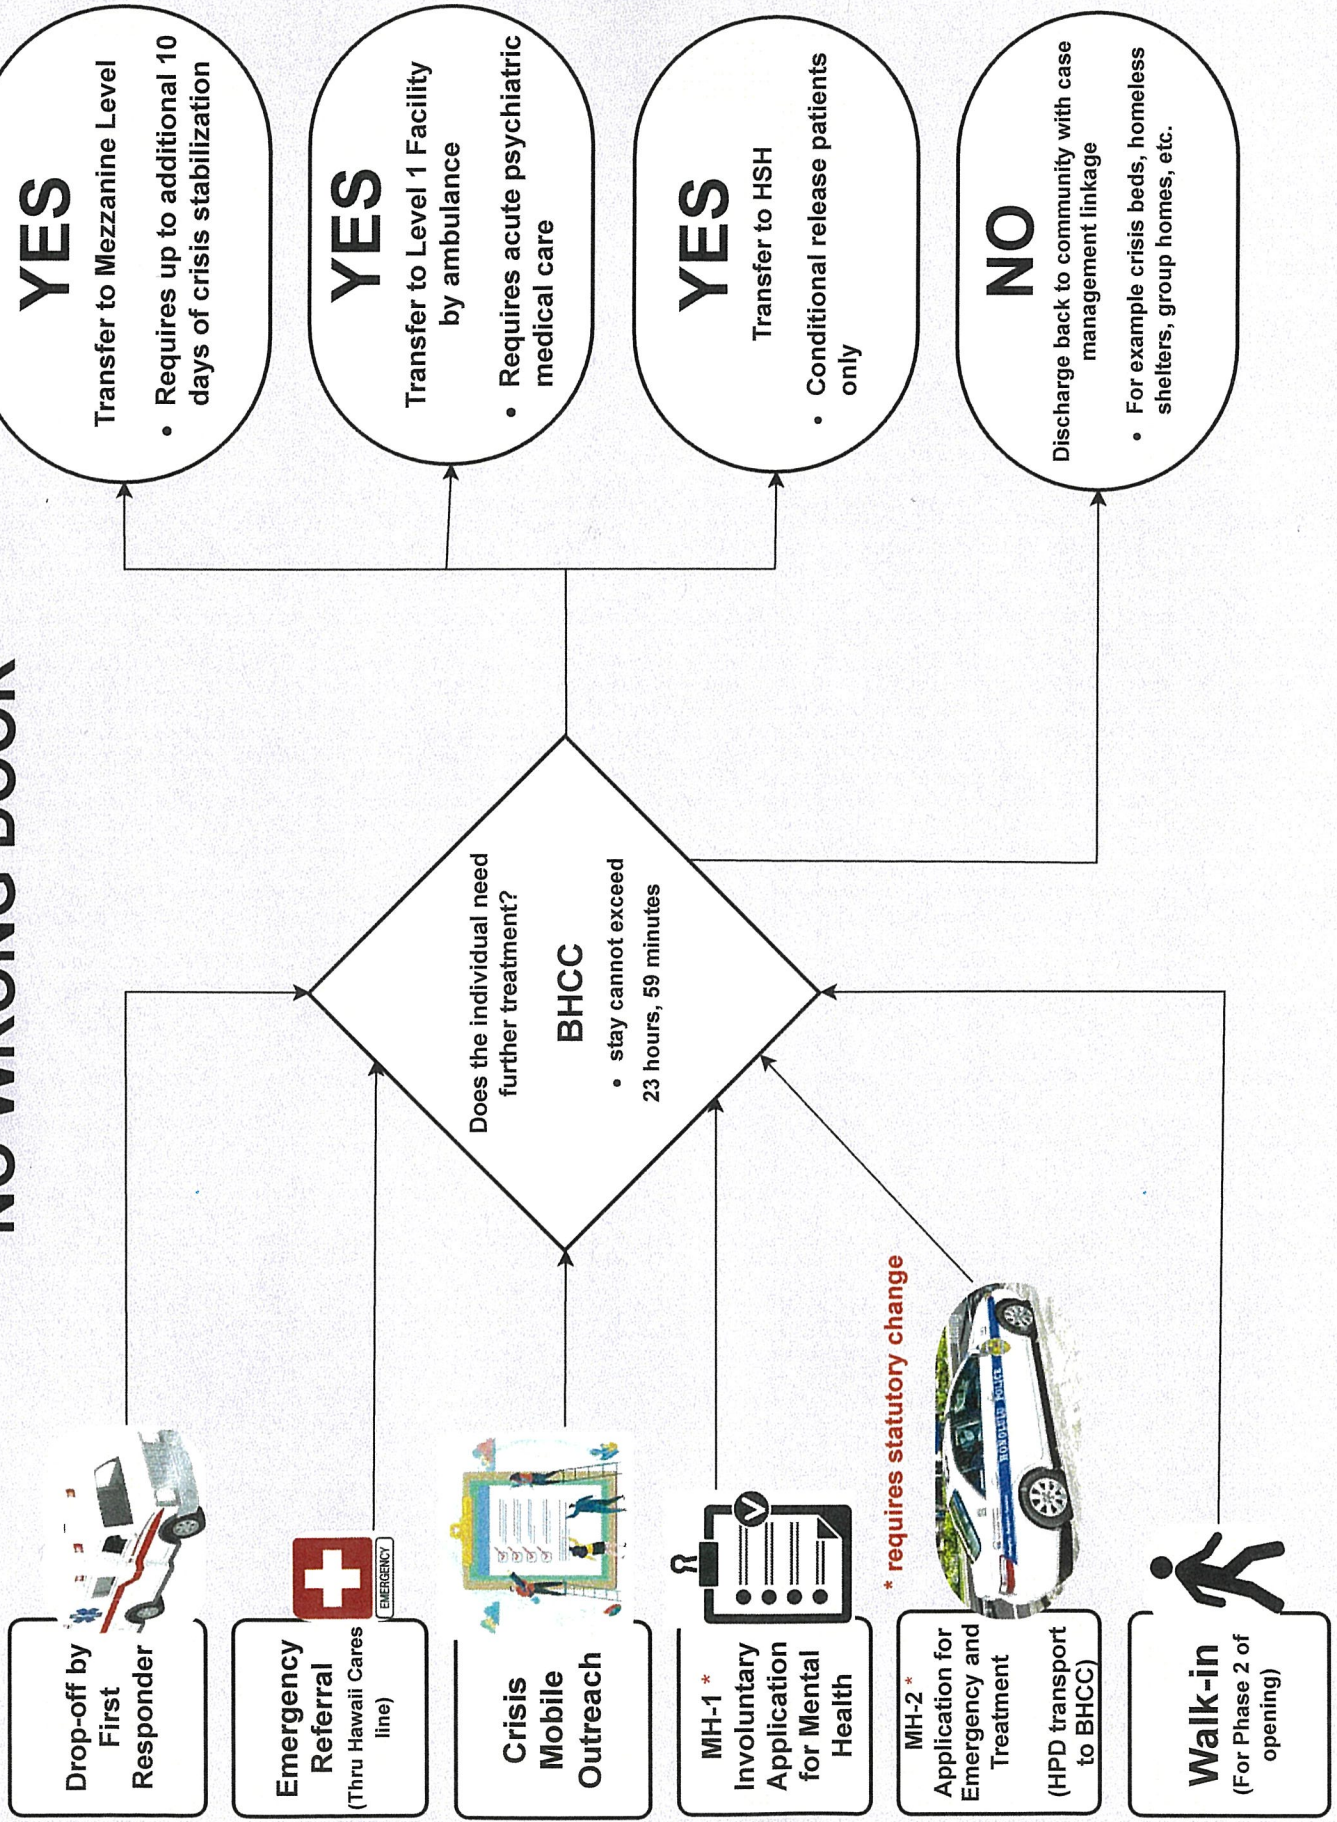 NO WRONG DOOR
Drop-off by
First
Responder
Emergency
Referral
(Thru Hawaii Cares
line)
EMERGENCY
Crisis
Mobile
Outreach
MH-1 *
Involuntary
Application
for Mental
Health
* requires statutory change
MH-2 *
Application for
Emergency and
Treatment
(HPD transport
to BHCC)
HONOLULU POLICE
Walk-in
(For Phase 2 of
opening)
Does the individual need
further treatment?
BHCC
• stay cannot exceed
23 hours, 59 minutes
YES
Transfer to Mezzanine Level
• Requires up to additional 10
days of crisis stabilization
YES
Transfer to Level 1 Facility
by ambulance
• Requires acute psychiatric
medical care
YES
Transfer to HSH
• Conditional release patients
only
NO
Discharge back to community with case
management linkage
• For example crisis beds, homeless
shelters, group homes, etc.